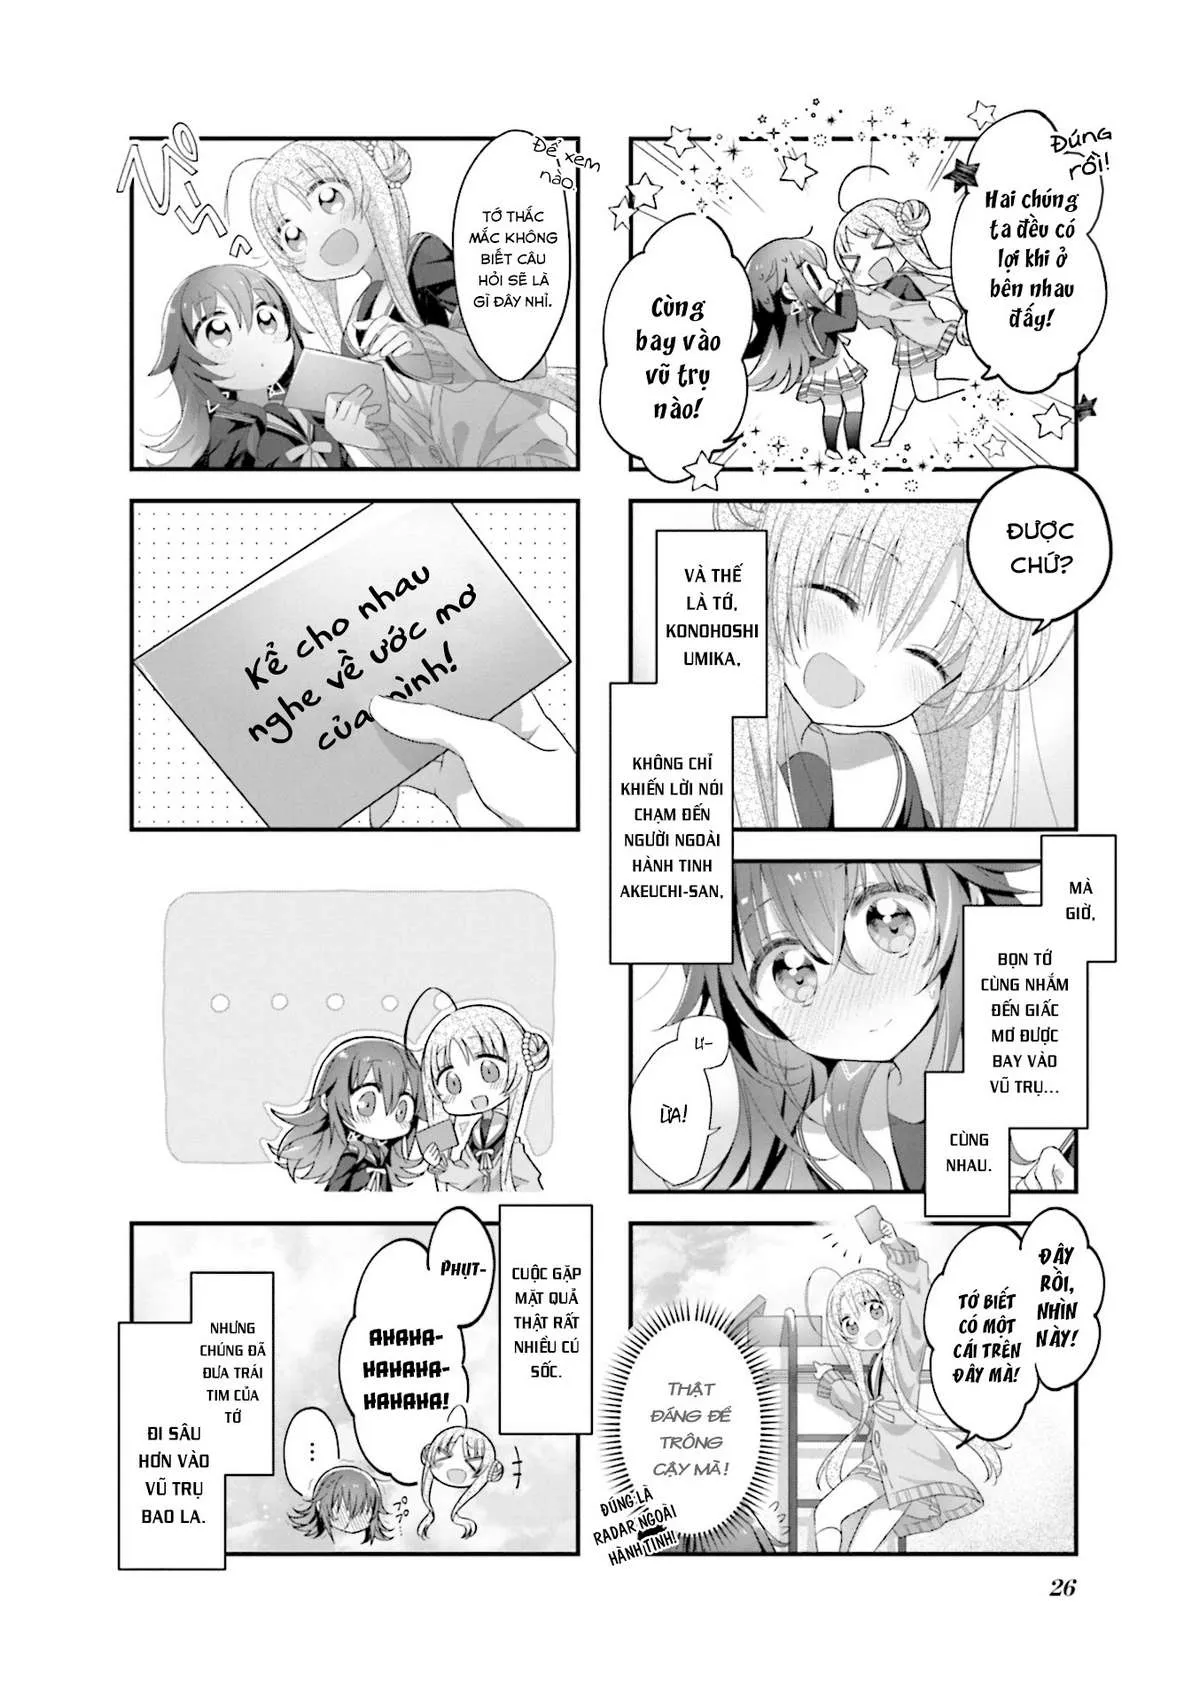 Đúng
rồi!
Hai chúng
ta đều có
lợi khi ở
bên nhau
đấy!
Cùng
bay vào
vũ trụ
nào!
ĐƯỢC
CHỨ?
VÀ THẾ
LÀ TỚ,
KONOHOSHI
UMIKA,
KHÔNG CHỈ
KHIẾN LỜI NÓI
CHẠM ĐẾN
NGƯỜI NGOÀI
HÀNH TINH
AKEUCHI-SAN,
MÀ
GIỜ,
BỌN TỚ
CÙNG NHẮM
ĐẾN GIẤC
MƠ ĐƯỢC
BAY VÀO
VŨ TRỤ...
CÙNG
NHAU.
Ư-
ỪA!
ĐÂY
RỒI,
NHÌN
NÀY!
TỚ BIẾT
CÓ MỘT
CÁI TRÊN
ĐÂY MÀ!
THẬT
ĐÁNG ĐỂ
TRÔNG
CẬY MÀ!
ĐÚNG LÀ
RADAR NGOÀI
HÀNH TINH!
Để xem
nào.
TỚ THẮC
MẮC KHÔNG
BIẾT CÂU
HỎI SẼ LÀ
GÌ ĐÂY NHỈ.
ぴらっ
Kể cho nhau
nghe về ước mơ
của mình!
CUỘC GẶP
MẶT QUẢ
THẬT RẤT
NHIỀU CÚ
SỐC.
PHỤT-
AHAHA-
HAHAHA-
HAHAHA!
...
ププ
NHƯNG
CHÚNG ĐÃ
ĐƯA TRÁI
TIM CỦA
TỚ
ĐI SÂU
HƠN VÀO
VŨ TRỤ
BAO LA.
26